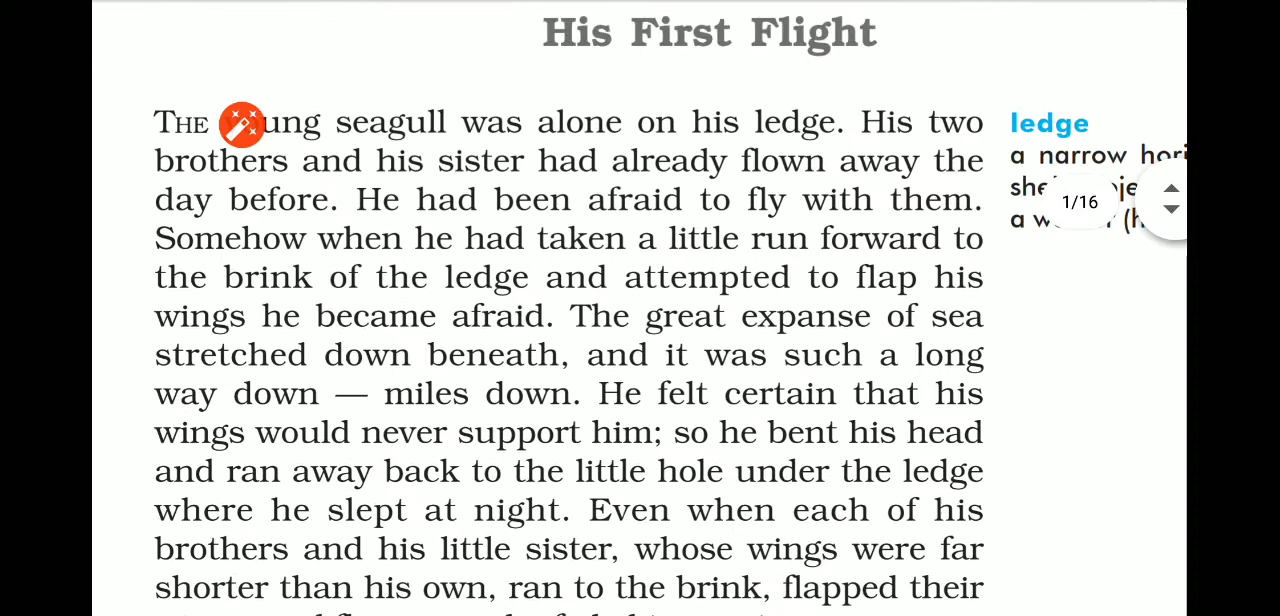 His First Flight
THE ung seagull was alone on his ledge. His two
brothers and his sister had already flown away the
day before. He had been afraid to fly with them.
Somehow when he had taken a little run forward to
the brink of the ledge and attempted to flap his
wings he became afraid. The great expanse of sea
stretched down beneath, and it was such a long
way down — miles down. He felt certain that his
wings would never support him; so he bent his head
and ran away back to the little hole under the ledge
where he slept at night. Even when each of his
brothers and his little sister, whose wings were far
shorter than his own, ran to the brink, flapped their
ledge
a narrow hori
1/16